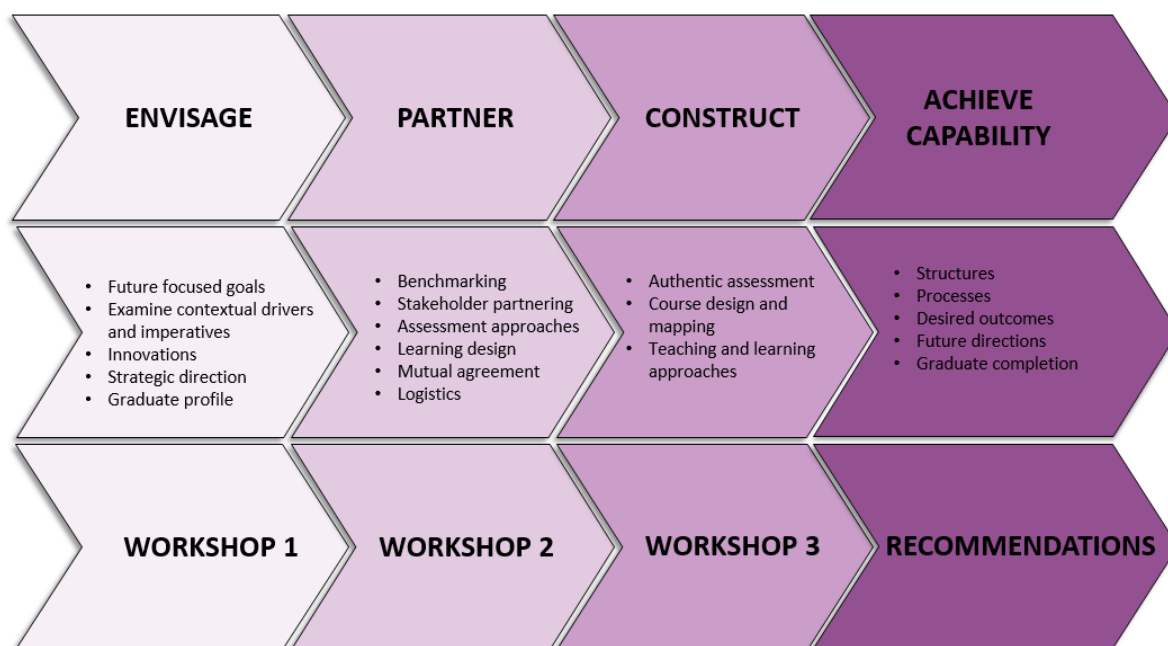 ENVISAGE
PARTNER
CONSTRUCT
ACHIEVE
CAPABILITY
• Future focused goals
• Examine contextual drivers
and imperatives
• Innovations
• Strategic direction
• Graduate profile
• Benchmarking
• Stakeholder partnering
• Assessment approaches
• Learning design
• Mutual agreement
• Logistics
• Authentic assessment
• Course design and
mapping
• Teaching and learning
approaches
• Structures
• Processes
• Desired outcomes
• Future directions
• Graduate completion
WORKSHOP 1
WORKSHOP 2
WORKSHOP 3
RECOMMENDATIONS